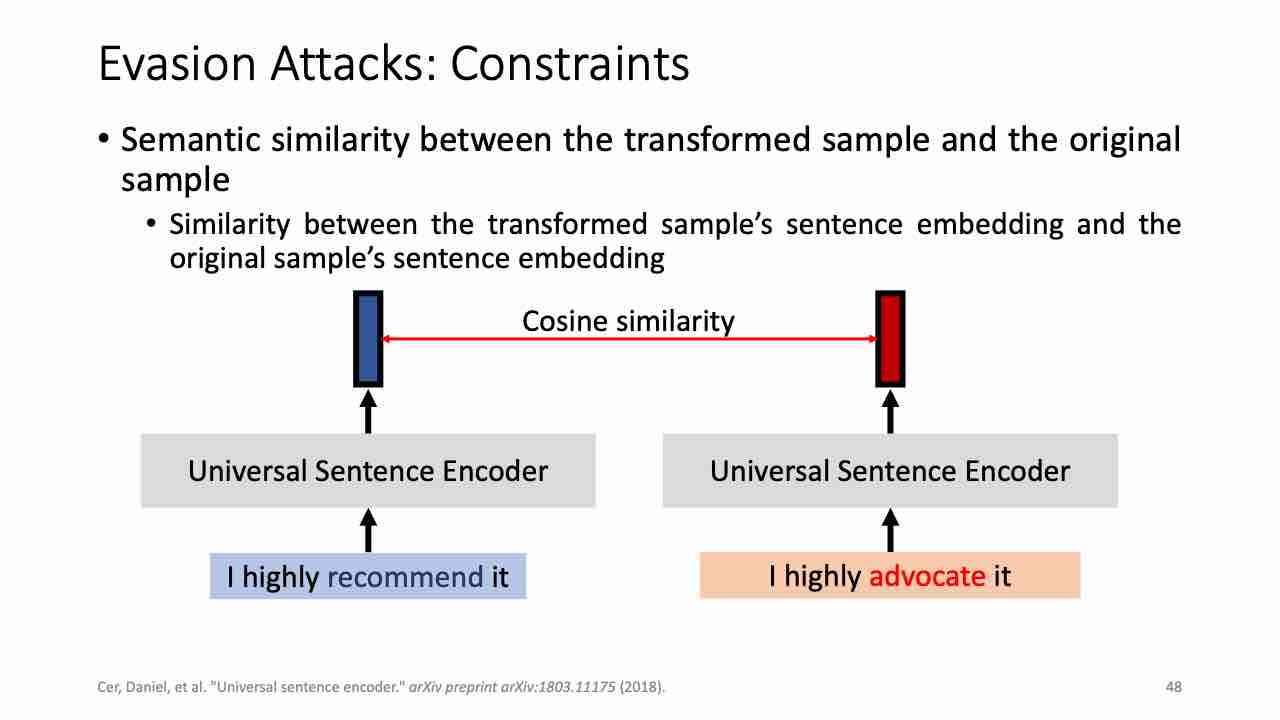 Evasion Attacks: Constraints
• Semantic similarity between the transformed sample and the original
sample
• Similarity between the transformed sample’s sentence embedding and the
original sample’s sentence embedding
Cosine similarity
Universal Sentence Encoder
Universal Sentence Encoder
I highly recommend it
I highly advocate it
Cer, Daniel, et al. "Universal sentence encoder." arXiv preprint arXiv:1803.11175 (2018).
48